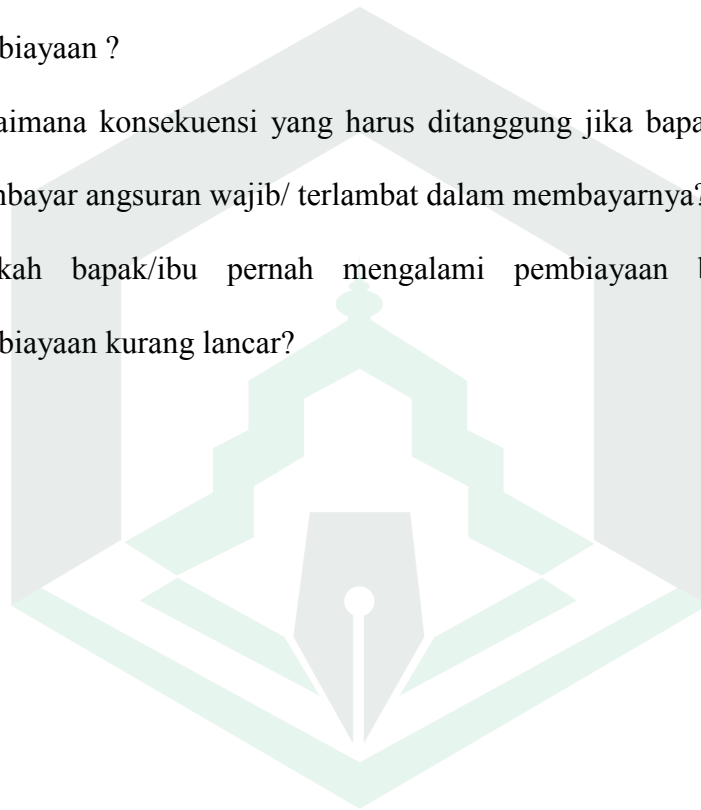 biayaan ?
aimana konsekuensi yang harus ditanggung jika bapa
bayar angsuran wajib/ terlambat dalam membayarnya?
kah bapak/ibu pernah mengalami pembiayaan
biayaan kurang lancar?